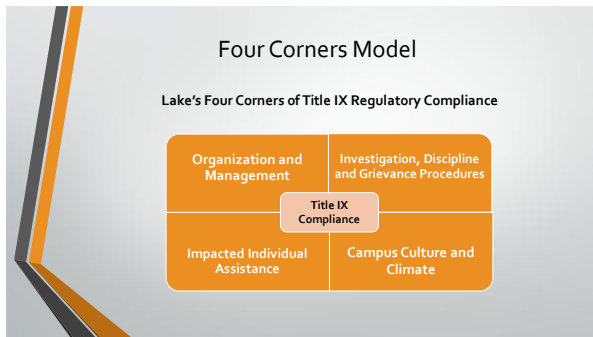 Four Corners Model
Lake's Four Corners of Title IX Regulatory Compliance
Organization and
Management
Investigation, Discipline
and Grievance Procedures
Title IX
Compliance
Impacted Individual
Assistance
Campus Culture and
Climate